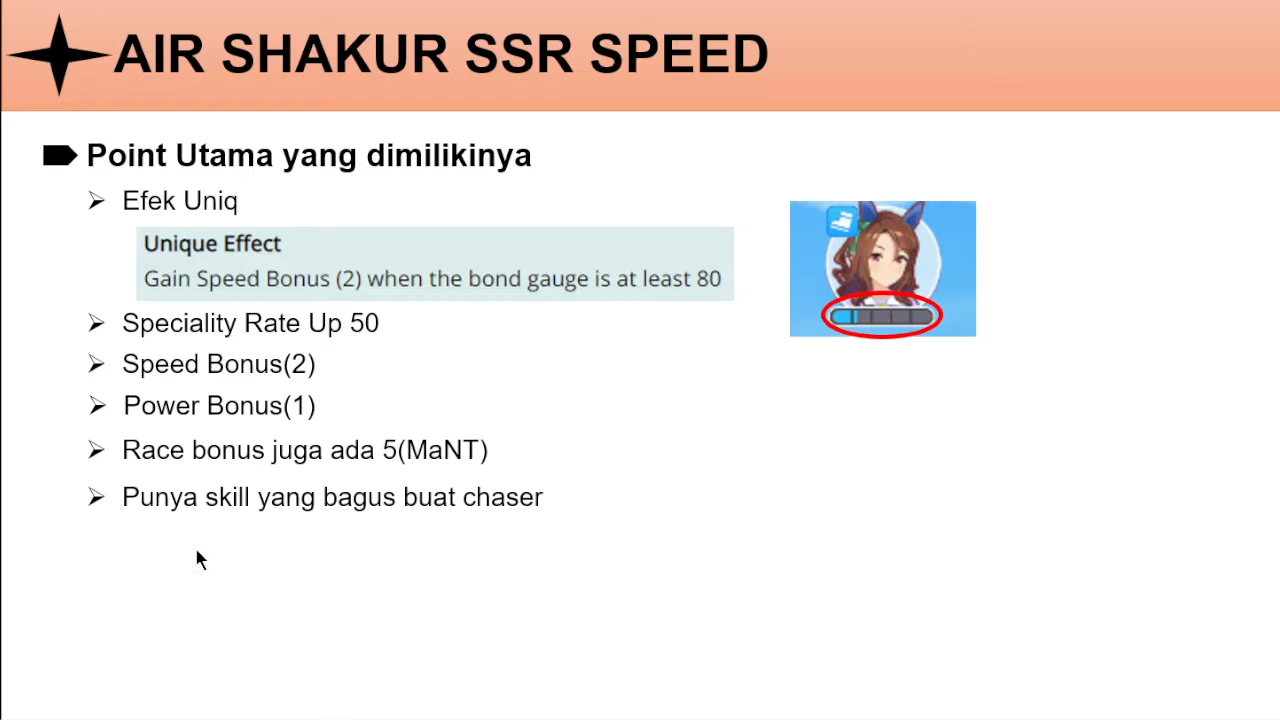 AIR SHAKUR SSR SPEED
Point Utama yang dimilikinya
Efek Uniq
Unique Effect
Gain Speed Bonus (2) when the bond gauge is at least 80
Speciality Rate Up 50
Speed Bonus(2)
Power Bonus(1)
Race bonus juga ada 5(MaNT)
Punya skill yang bagus buat chaser